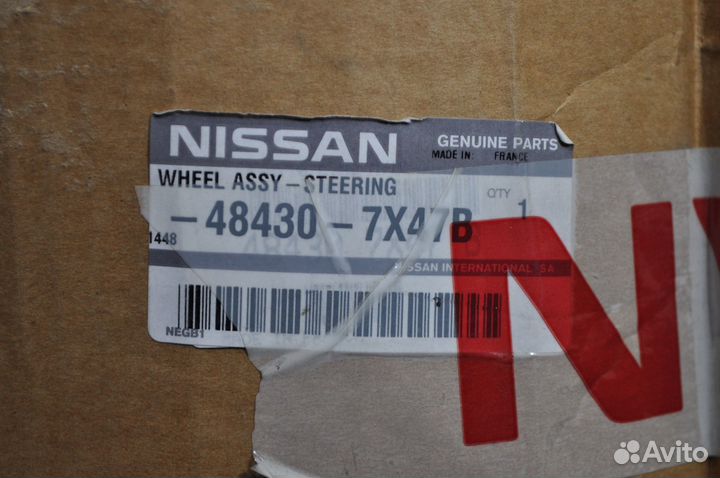 NISSAN GENUINE PARTS
MADE IN: FRANCE
WHEEL ASSY-STEERING
QTY
-48430-7X47B 1
1448
NISSAN INTERNATIONAL SA
NEGB1
N
Avito